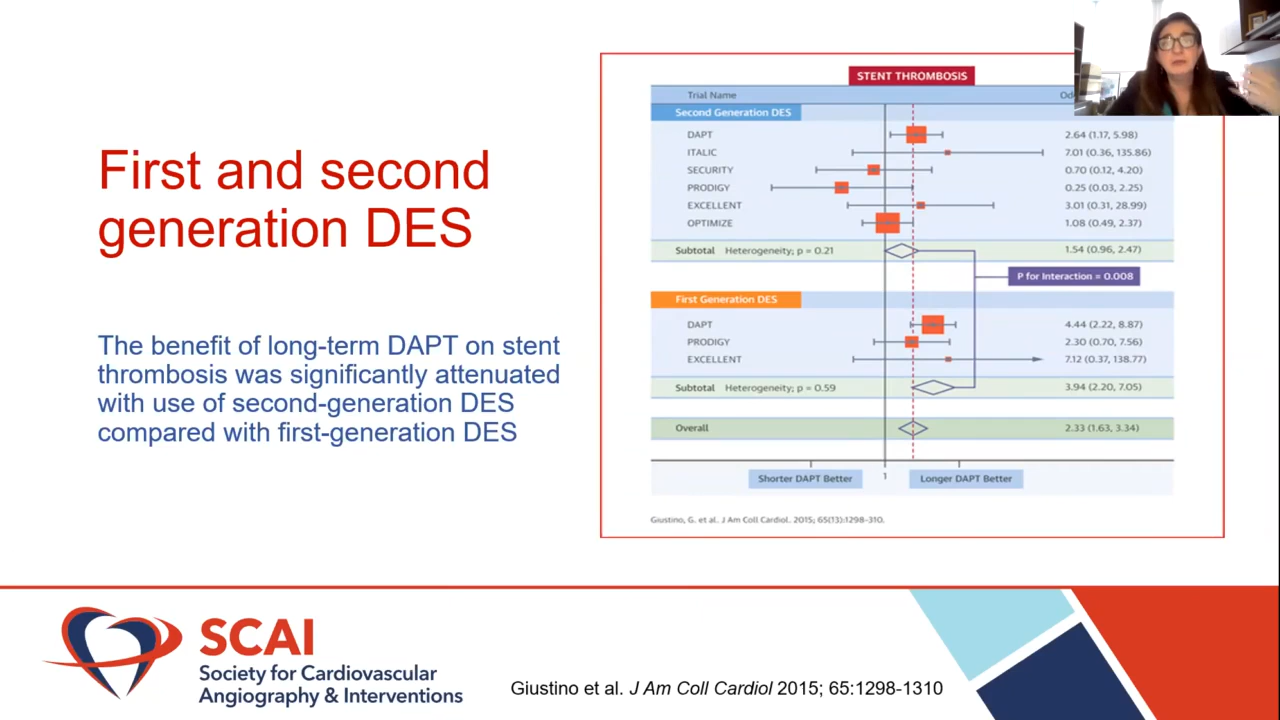 First and second
generation DES
The benefit of long-term DAPT on stent
thrombosis was significantly attenuated
with use of second-generation DES
compared with first-generation DES
STENT THROMBOSIS
Trial Name
Second Generation DES
DAPT 2.64 (1.17, 5.98)
ITALIC 7.01 (0.36, 135.86)
SECURITY 0.70 (0.12, 4.20)
PRODIGY 0.25 (0.03, 2.25)
EXCELLENT 3.01 (0.31, 28.99)
OPTIMIZE 1.08 (0.49, 2.37)
Subtotal Heterogeneity; p = 0.21 1.54 (0.96, 2.47)
P for Interaction = 0.008
First Generation DES
DAPT 4.44 (2.22, 8.87)
PRODIGY 2.30 (0.70, 7.56)
EXCELLENT 7.12 (0.37, 138.77)
Subtotal Heterogeneity; p = 0.59 3.94 (2.20, 7.05)
Overall 2.33 (1.63, 3.34)
Shorter DAPT Better 1 Longer DAPT Better
Giustino, G. et al. J Am Coll Cardiol. 2015; 65(13):1298-310.
SCAI
Society for Cardiovascular
Angiography & Interventions
Giustino et al. J Am Coll Cardiol 2015; 65:1298-1310